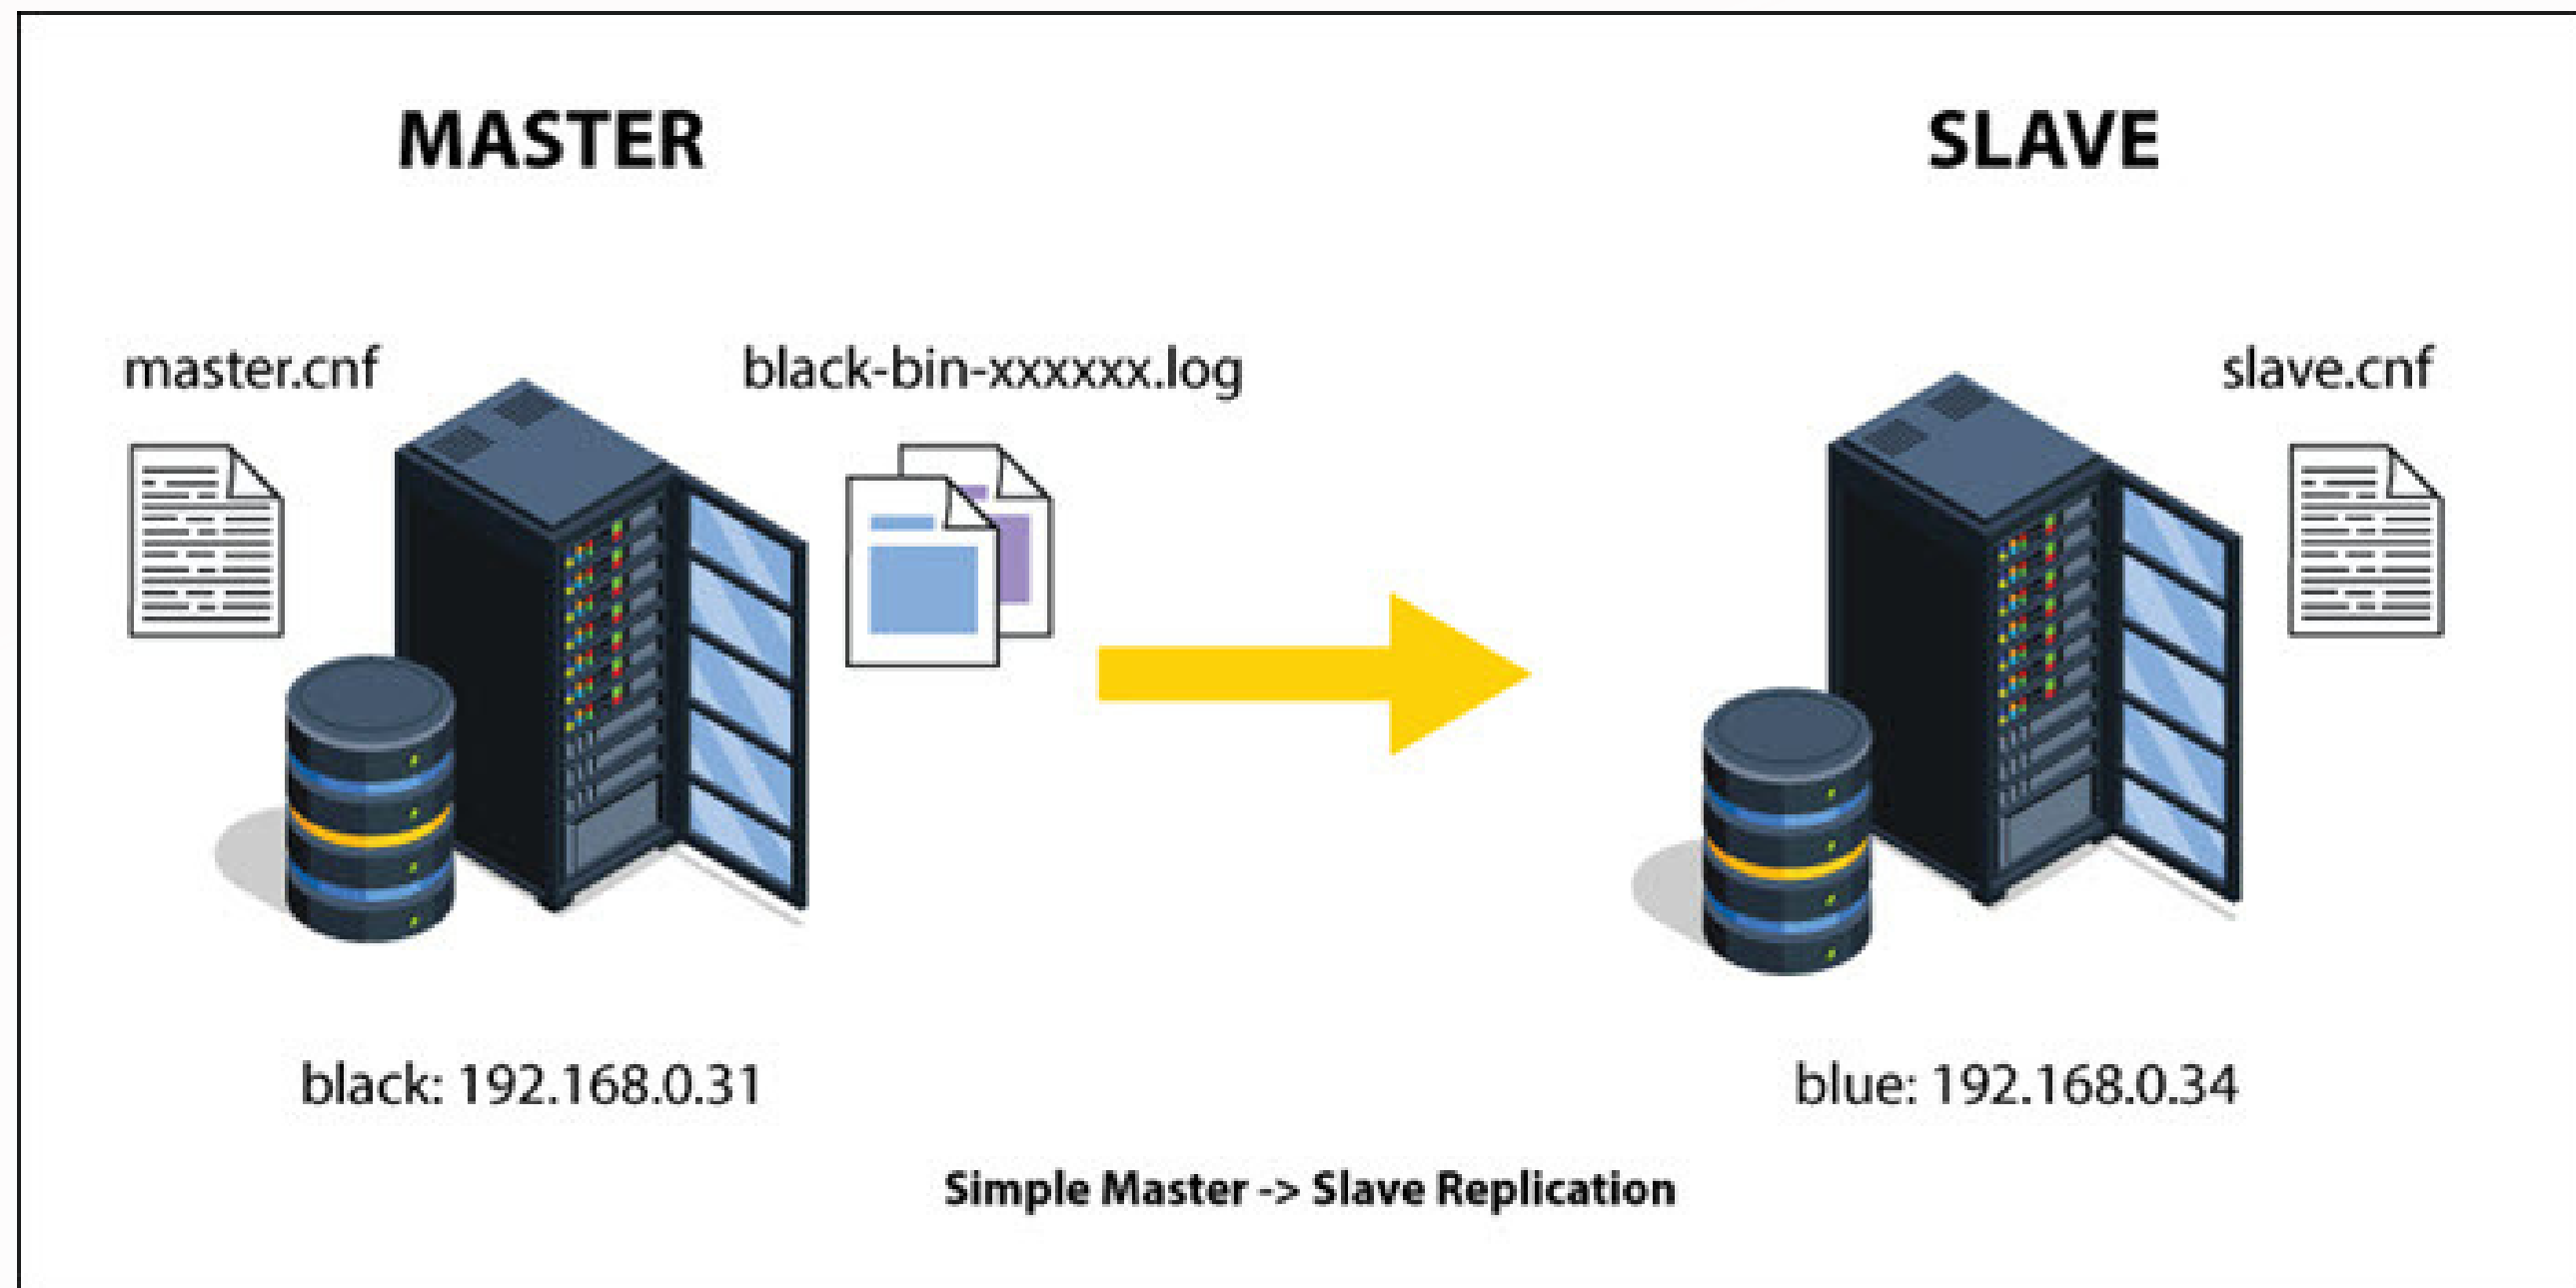 MASTER
SLAVE
master.cnf
black-bin-xxxxxx.log
slave.cnf
black: 192.168.0.31
blue: 192.168.0.34
Simple Master -> Slave Replication